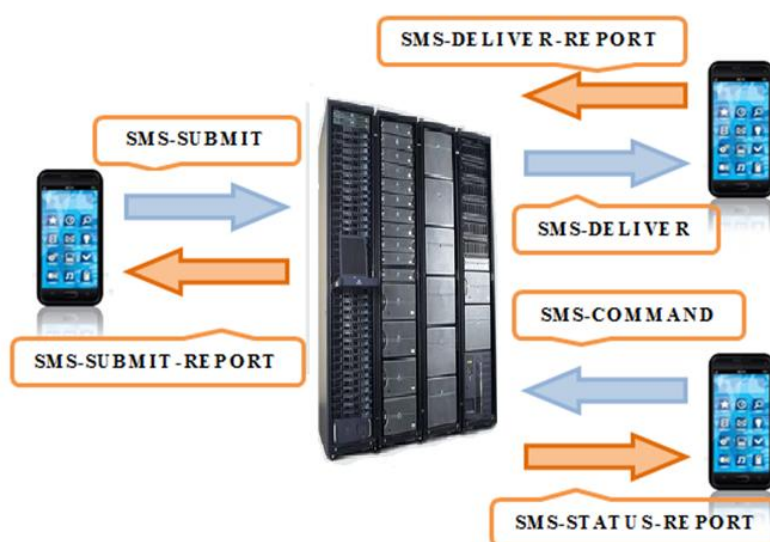 SMS-DELIVER-REPORT
SMS-SUBMIT
SMS-DELIVER
SMS-COMMAND
SMS-SUBMIT-REPORT
SMS-STATUS-REPORT